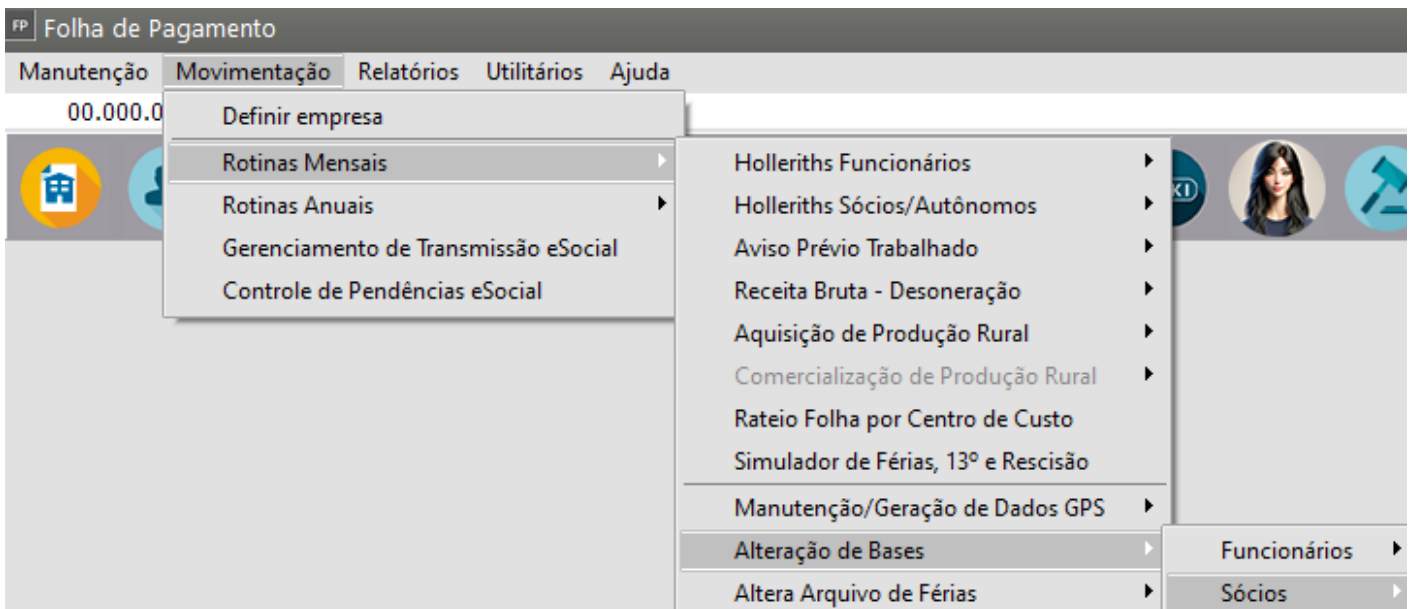 FP Folha de Pagamento
Manutenção Movimentação Relatórios Utilitários Ajuda
00.000.0
Definir empresa
Rotinas Mensais
Rotinas Anuais
Gerenciamento de Transmissão eSocial
Controle de Pendências eSocial
Holleriths Funcionários
Holleriths Sócios/Autônomos
Aviso Prévio Trabalhado
Receita Bruta - Desoneração
Aquisição de Produção Rural
Comercialização de Produção Rural
Rateio Folha por Centro de Custo
Simulador de Férias, 13º e Rescisão
Manutenção/Geração de Dados GPS
Alteração de Bases
Altera Arquivo de Férias
Funcionários
Sócios